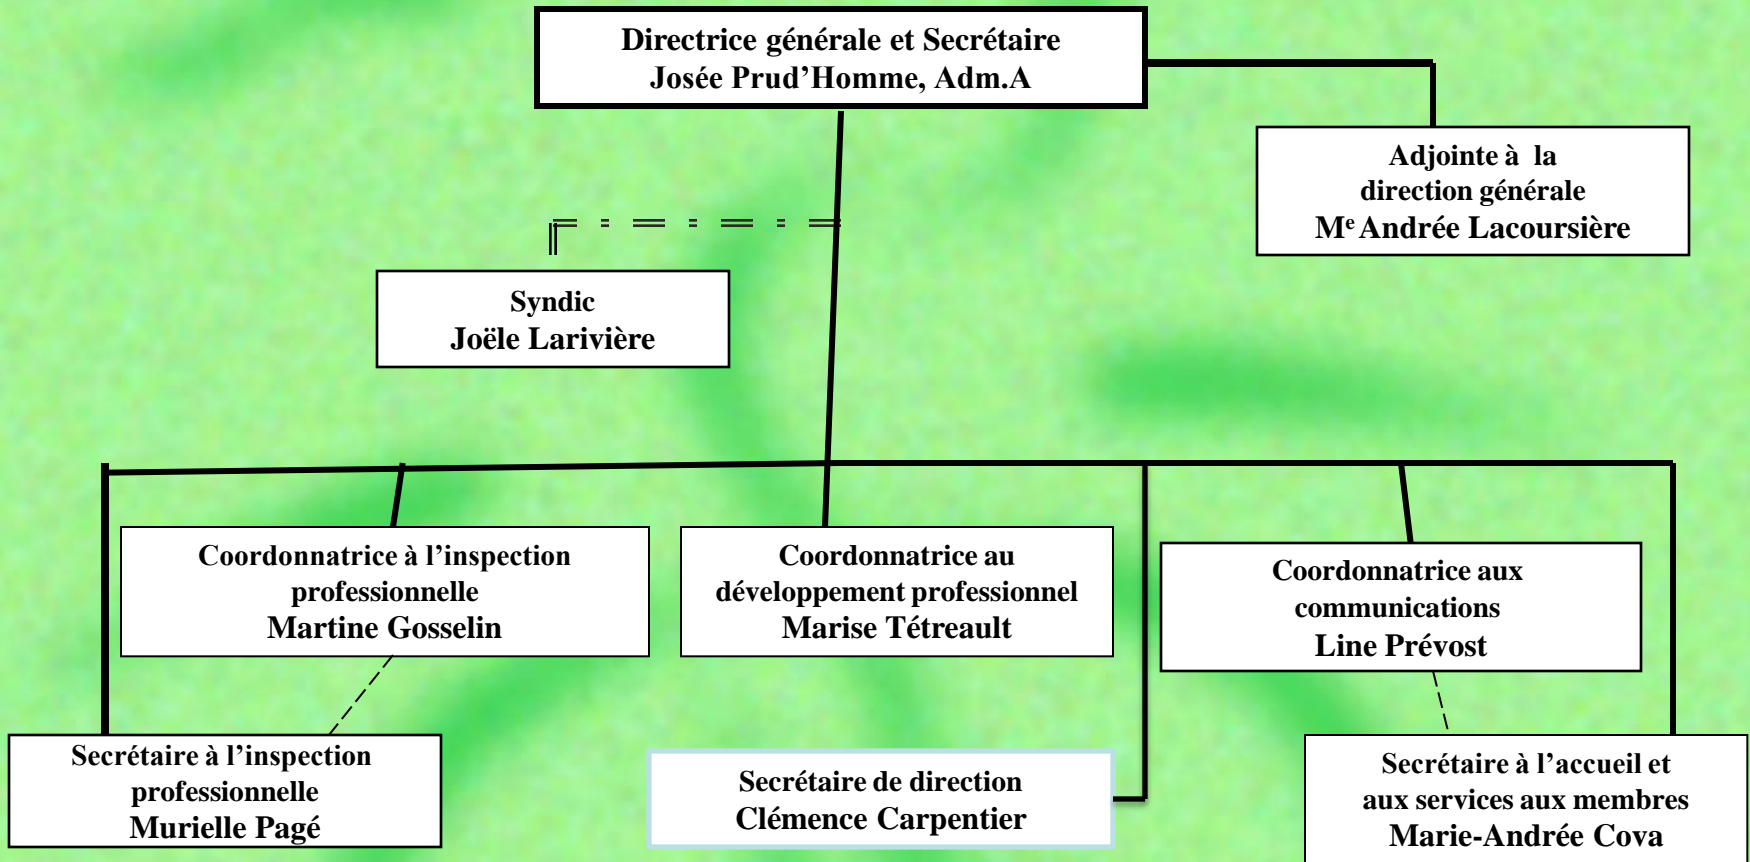 Directrice générale et Secrétaire
Josée Prud’Homme, Adm.A
Adjointe à la
direction générale
Mᵉ Andrée Lacoursière
Syndic
Joële Larivière
Coordonnatrice à l’inspection
professionnelle
Martine Gosselin
Coordonnatrice au
développement professionnel
Marise Tétreault
Coordonnatrice aux
communications
Line Prévost
Secrétaire à l’inspection
professionnelle
Murielle Pagé
Secrétaire de direction
Clémence Carpentier
Secrétaire à l’accueil et
aux services aux membres
Marie-Andrée Cova